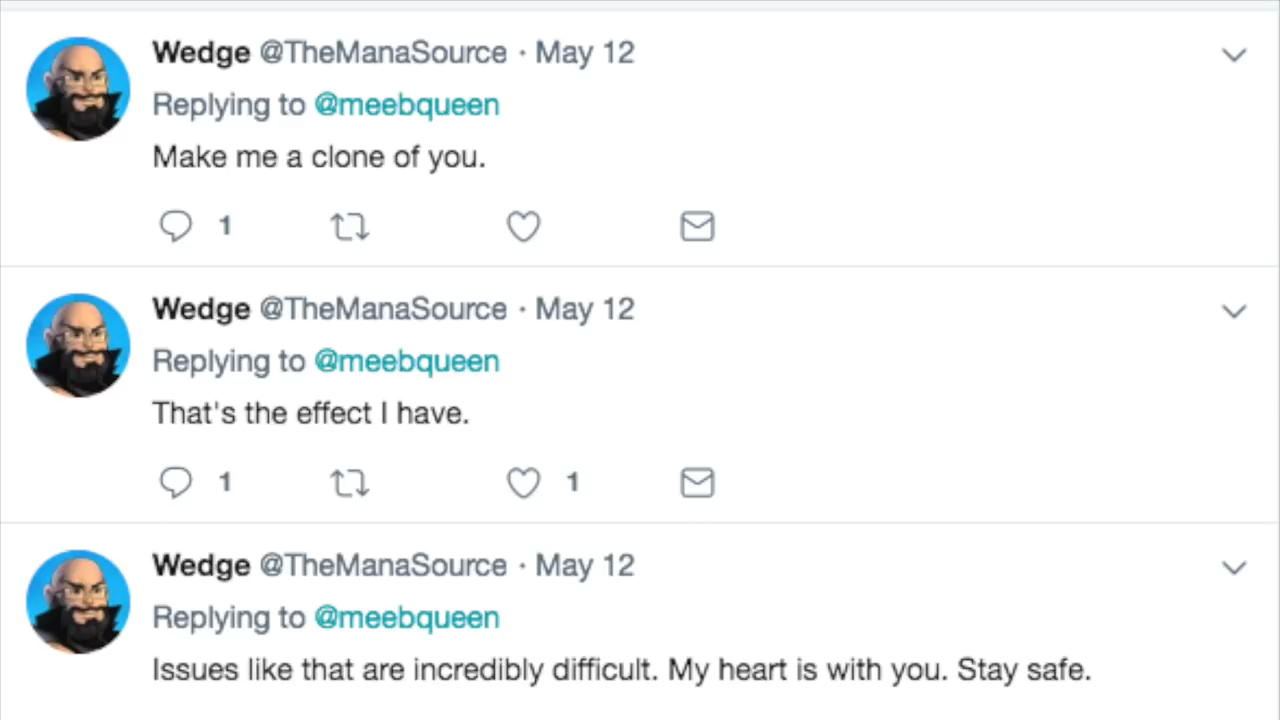 Wedge @TheManaSource · May 12
Replying to @meebqueen
Make me a clone of you.
1
Wedge @TheManaSource · May 12
Replying to @meebqueen
That's the effect I have.
1 1
Wedge @TheManaSource · May 12
Replying to @meebqueen
Issues like that are incredibly difficult. My heart is with you. Stay safe.